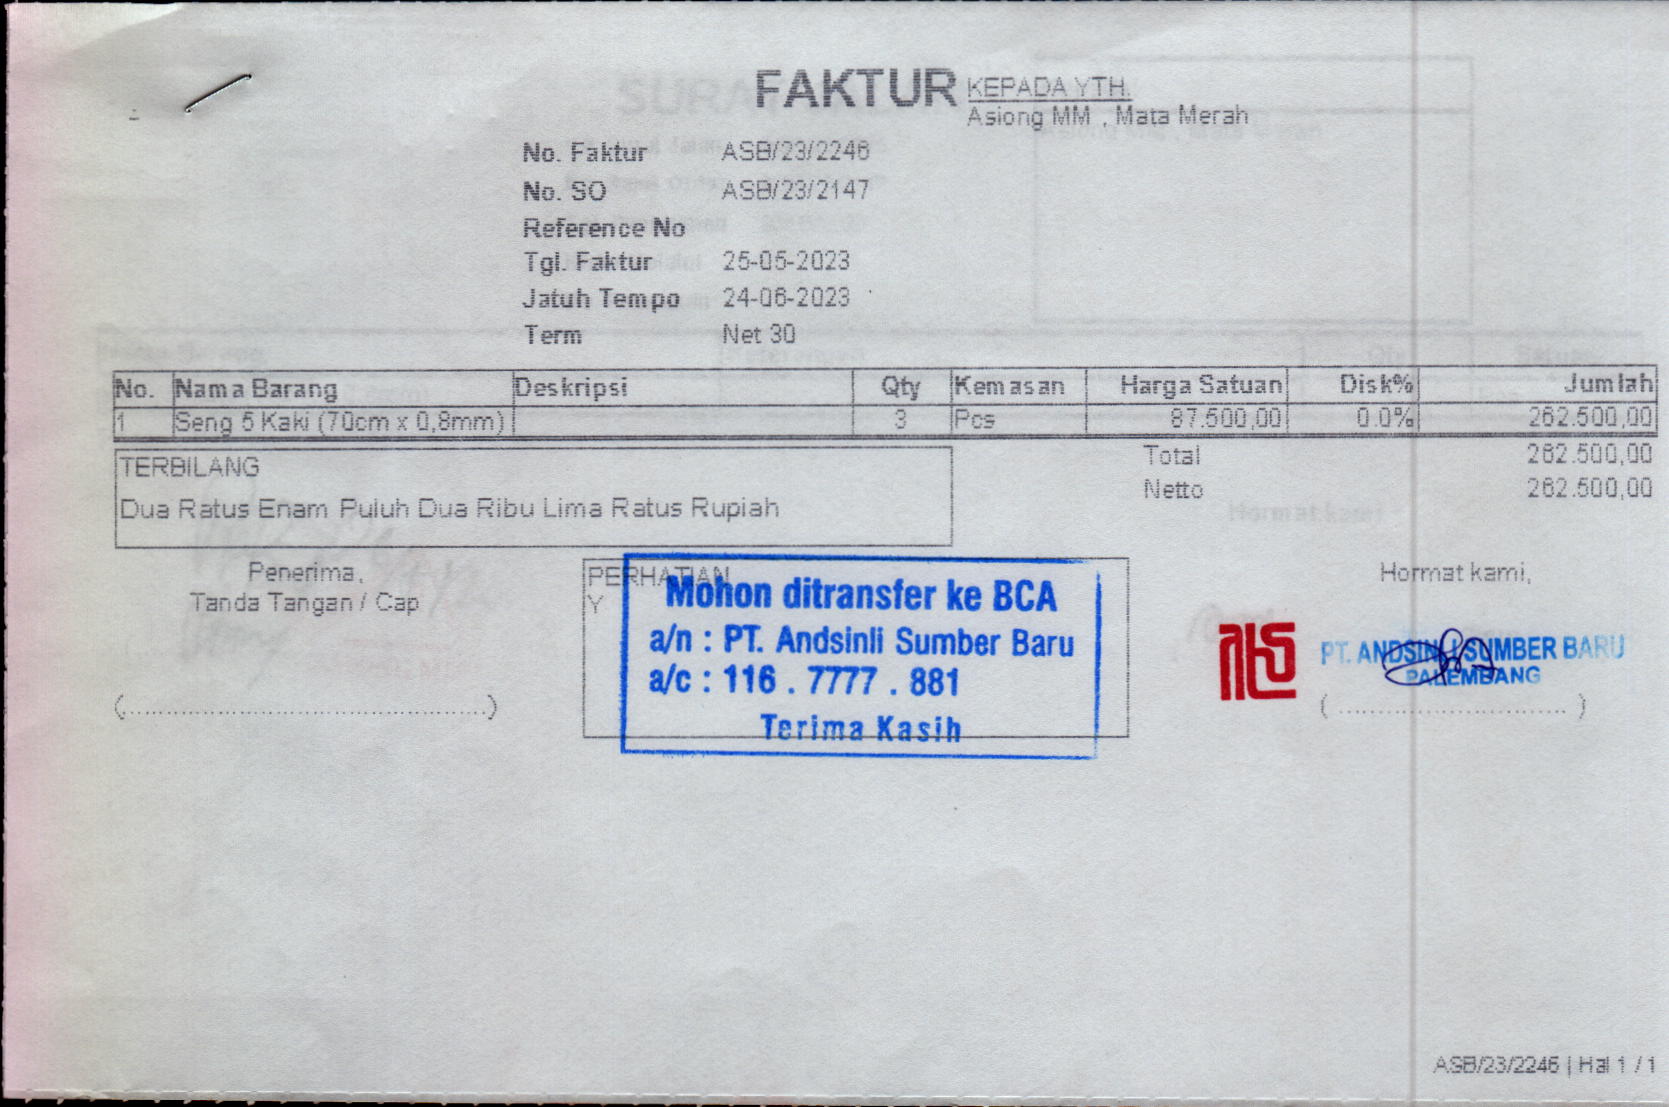 FAKTUR
KEPADA YTH.
Asiong MM , Mata Merah
No. Faktur ASB/23/2246
No. SO ASB/23/2147
Reference No
Tgl. Faktur 25-05-2023
Jatuh Tempo 24-06-2023
Term Net 30
No. Nama Barang Deskripsi Qty Kemasan Harga Satuan Disk% Jumlah
1 Seng 5 Kaki (70cm x 0,8mm) 3 Pcs 87.500,00 0.0% 262.500,00
TERBILANG
Dua Ratus Enam Puluh Dua Ribu Lima Ratus Rupiah
Total 262.500,00
Netto 262.500,00
Penerima,
Tanda Tangan / Cap
(............................................)
PERHATIAN
Y
Mohon ditransfer ke BCA
a/n : PT. Andsinli Sumber Baru
a/c : 116 . 7777 . 881
Terima Kasih
Hormat kami,
PT. ANDSINLI SUMBER BARU
PALEMBANG
( ............................ )
ASB/23/2246 | Hal 1 / 1